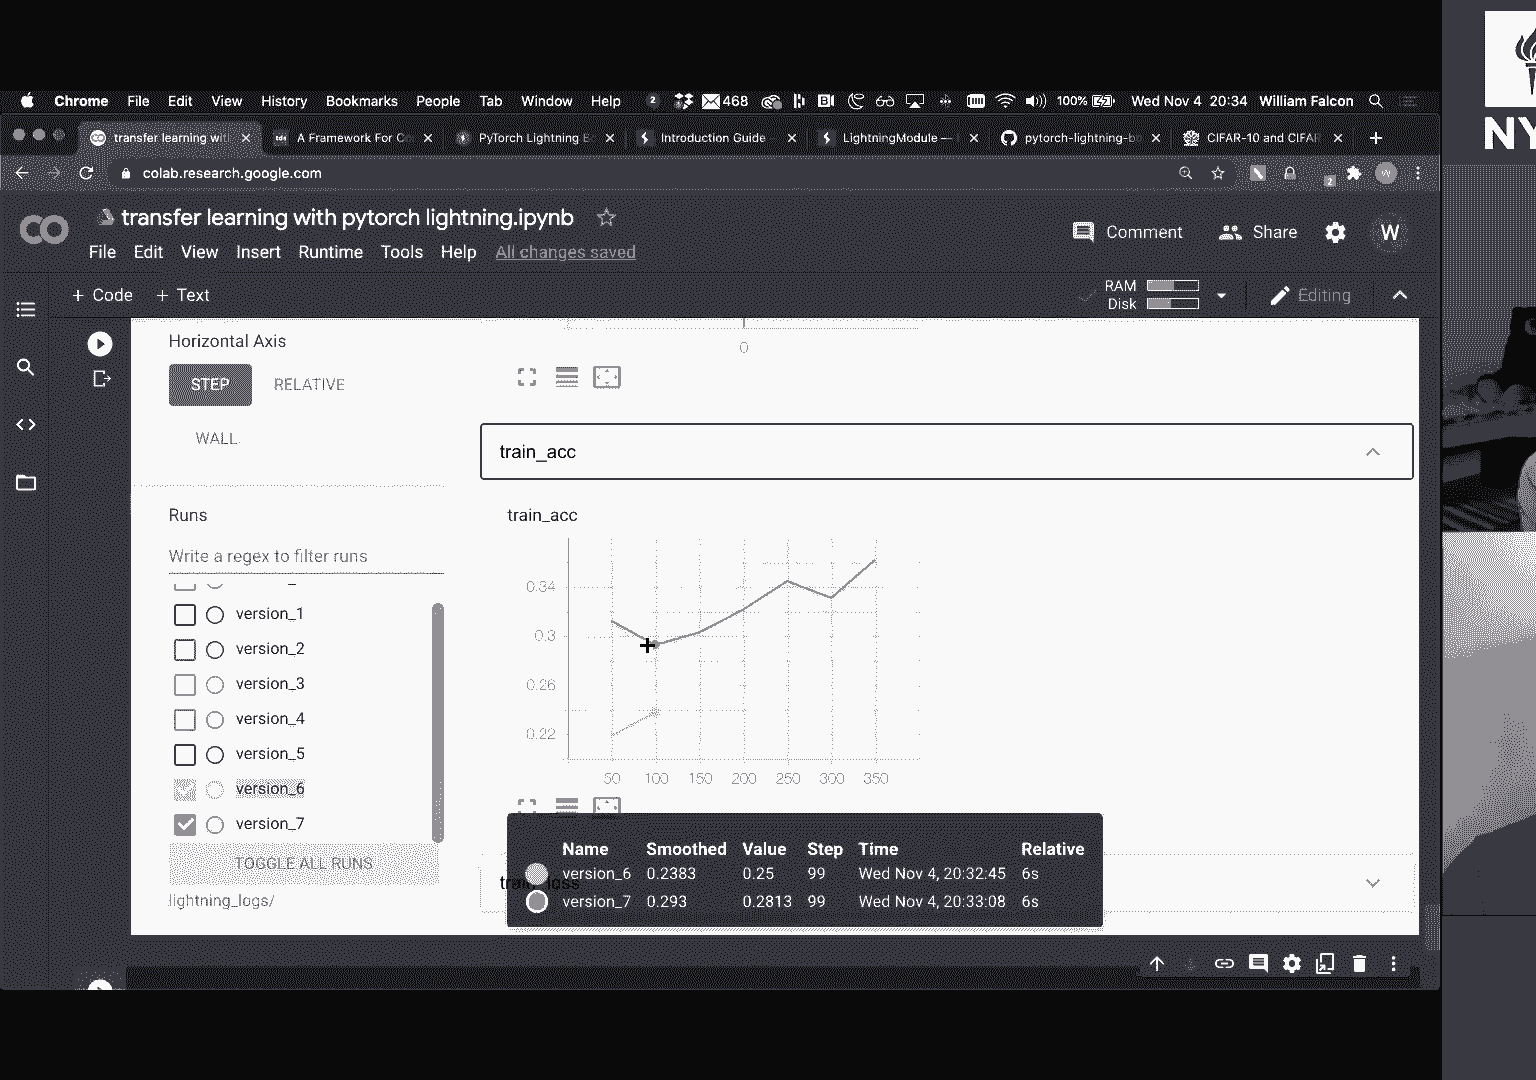 Chrome File Edit View History Bookmarks People Tab Window Help 2 468 100% Wed Nov 4 20:34 William Falcon
transfer learning wit A Framework For Co PyTorch Lightning Introduction Guide LightningModule — pytorch-lightning-bo CIFAR-10 and CIFAR
colab.research.google.com 2
NY
CO transfer learning with pytorch lightning.ipynb
Comment Share W
File Edit View Insert Runtime Tools Help All changes saved
+ Code + Text RAM Disk Editing
Horizontal Axis
0
STEP RELATIVE
WALL
train_acc
Runs
train_acc
Write a regex to filter runs
0.34
0.3
0.26
0.22
50 100 150 200 250 300 350
version_1
version_2
version_3
version_4
version_5
version_6
version_7
TOGGLE ALL RUNS
lightning_logs/
Name Smoothed Value Step Time Relative
version_6 0.2383 0.25 99 Wed Nov 4, 20:32:45 6s
version_7 0.293 0.2813 99 Wed Nov 4, 20:33:08 6s